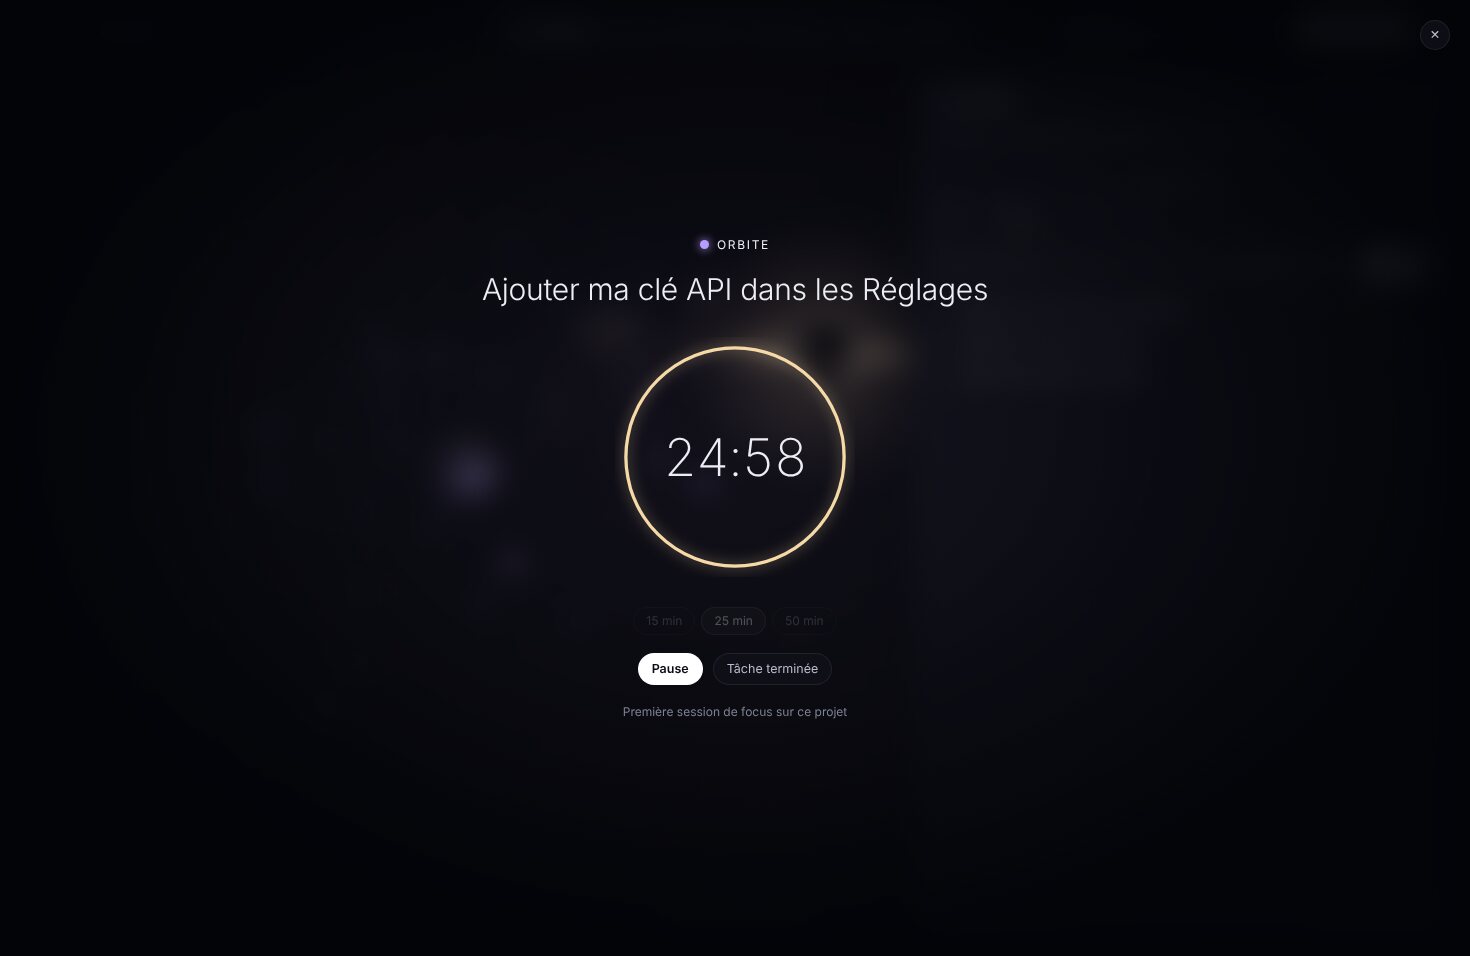 ORBITE
Ajouter ma clé API dans les Réglages
24:58
15 min 25 min 50 min
Pause Tâche terminée
Première session de focus sur ce projet